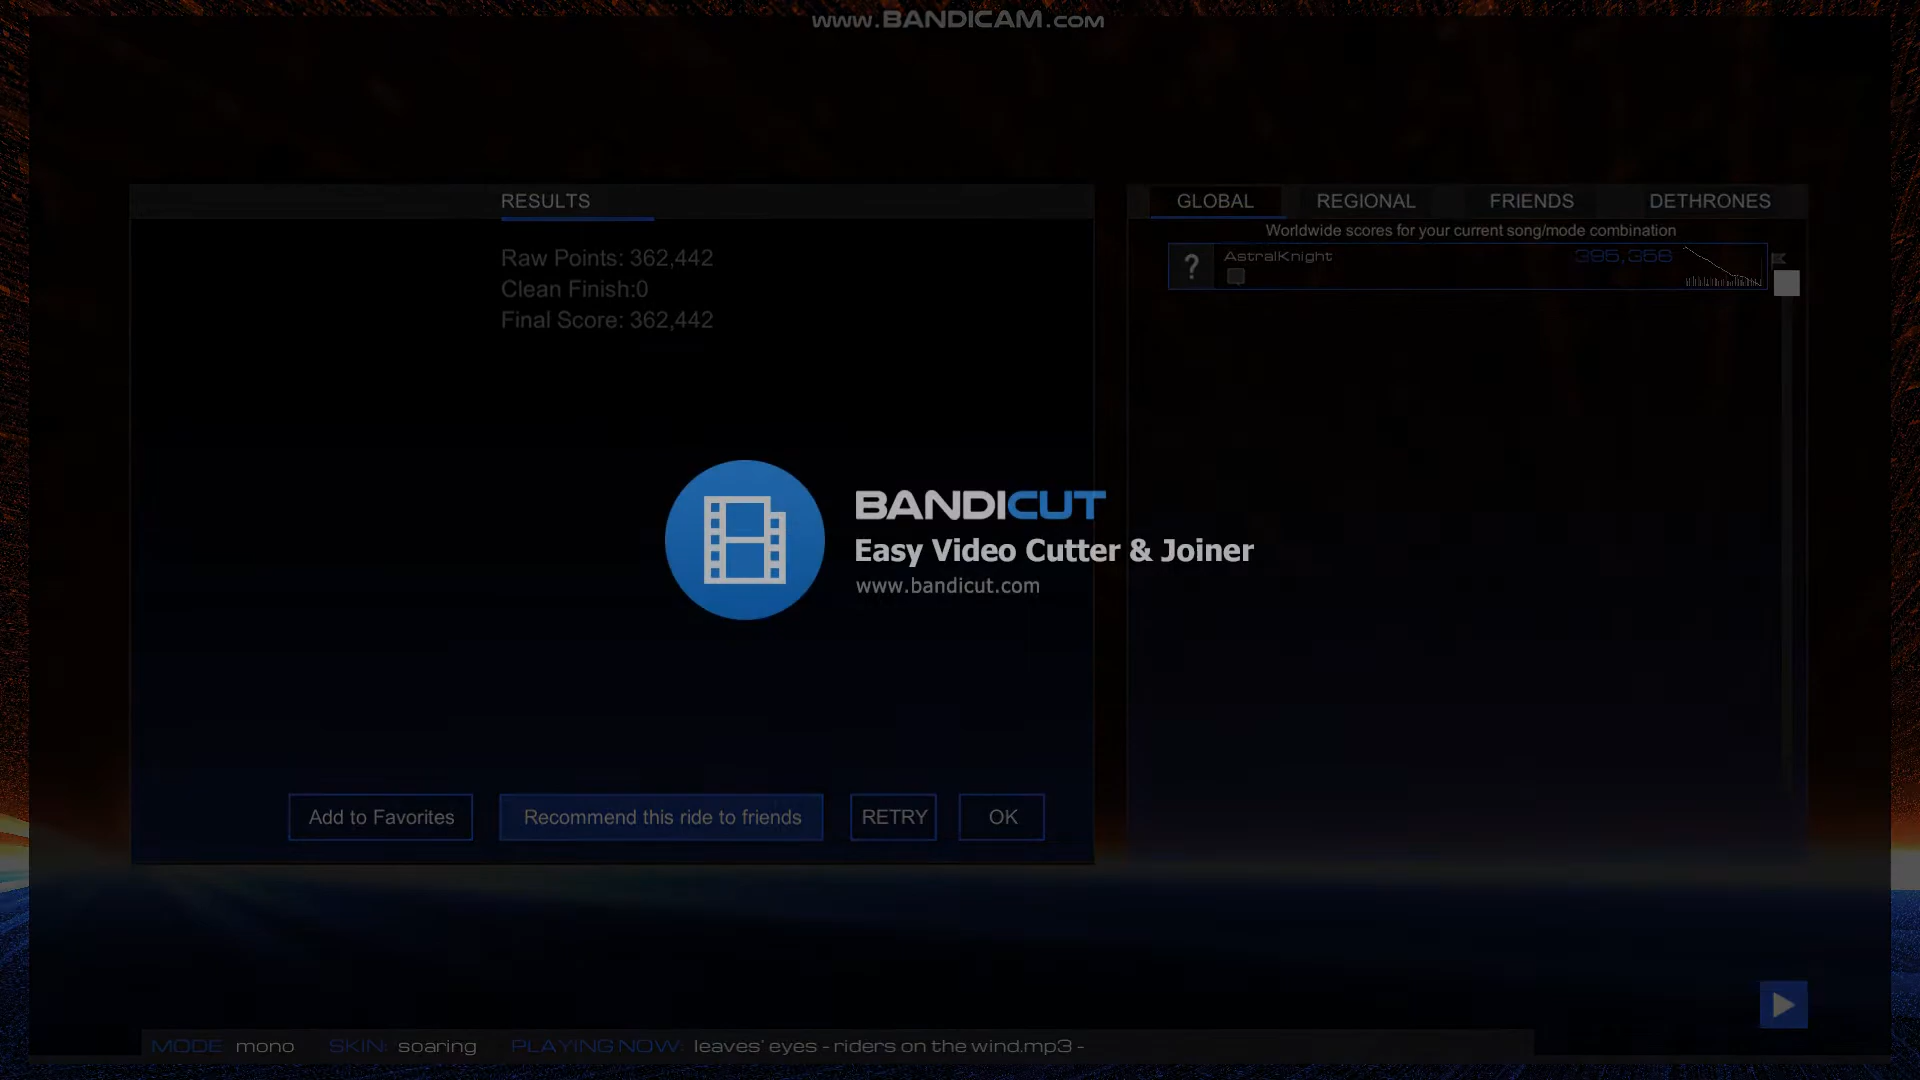 www.BANDICAM.com
RESULTS
Raw Points: 362,442
Clean Finish:0
Final Score: 362,442
GLOBAL REGIONAL FRIENDS DETHRONES
Worldwide scores for your current song/mode combination
? AstralKnight 395,356
BANDICUT
Easy Video Cutter & Joiner
www.bandicut.com
Add to Favorites Recommend this ride to friends RETRY OK
MODE mono SKIN: soaring PLAYING NOW: leaves' eyes - riders on the wind.mp3 -